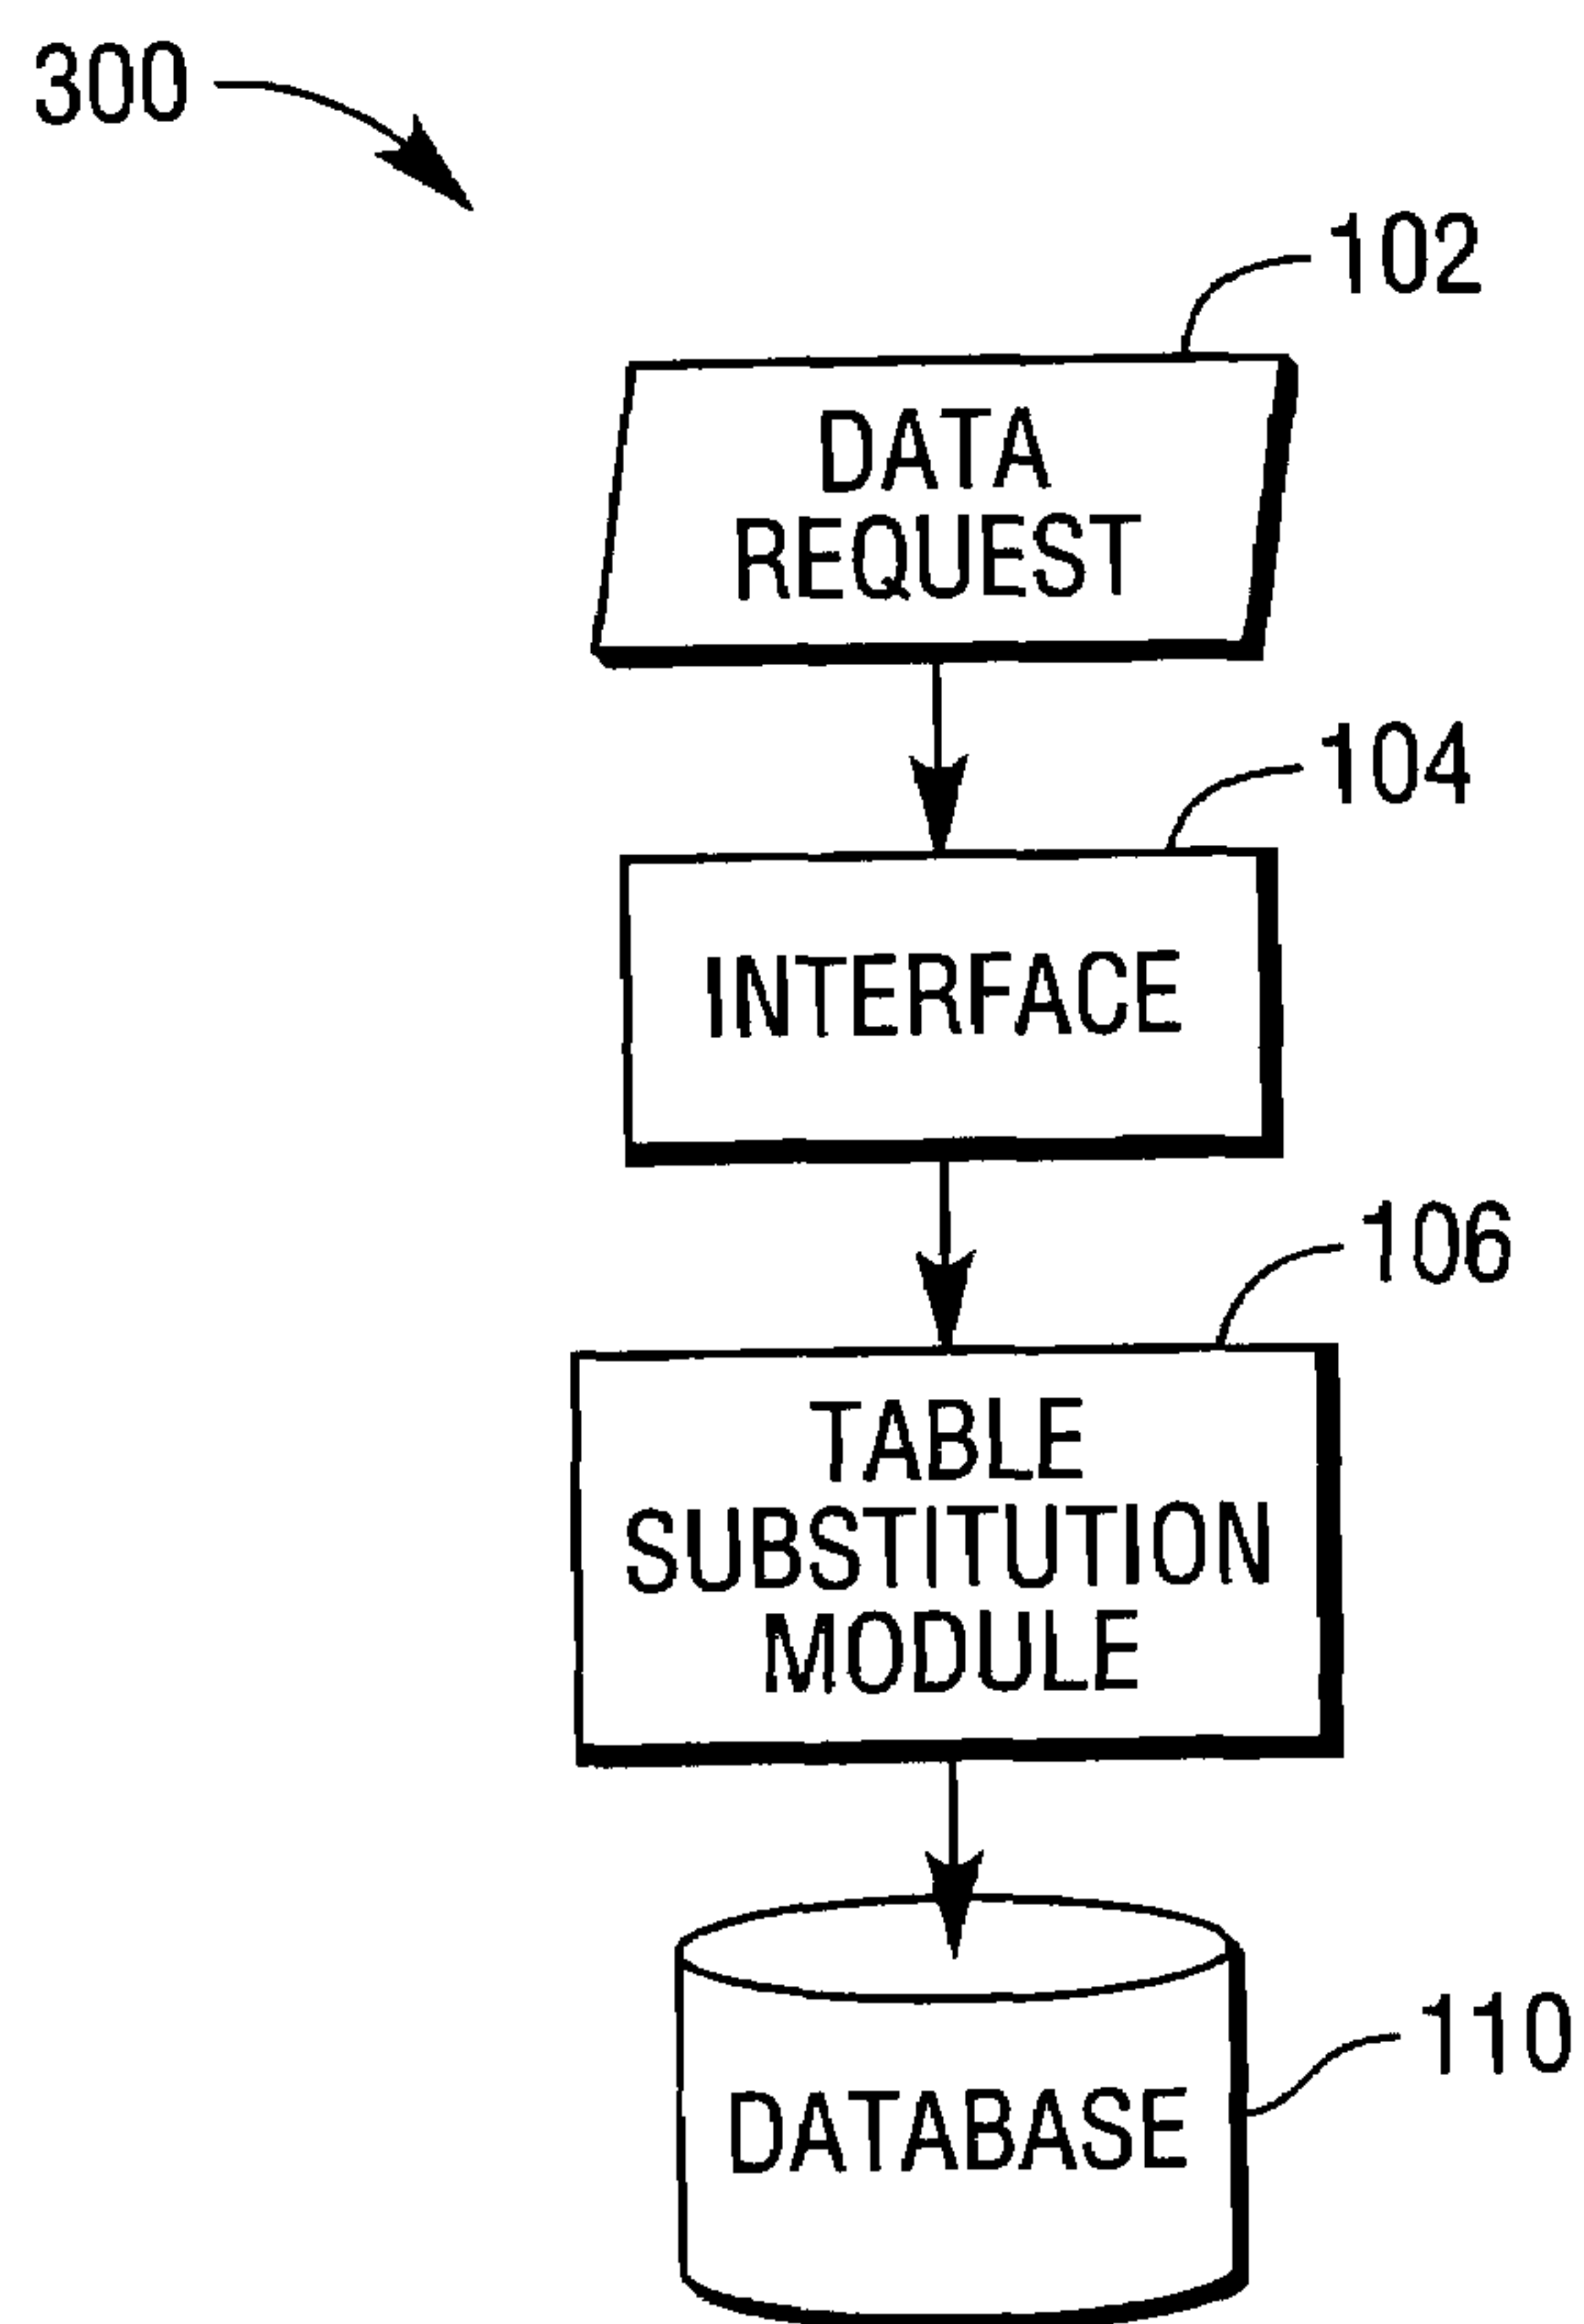 300
102
DATA
REQUEST
104
INTERFACE
106
TABLE
SUBSTITUTION
MODULE
110
DATABASE